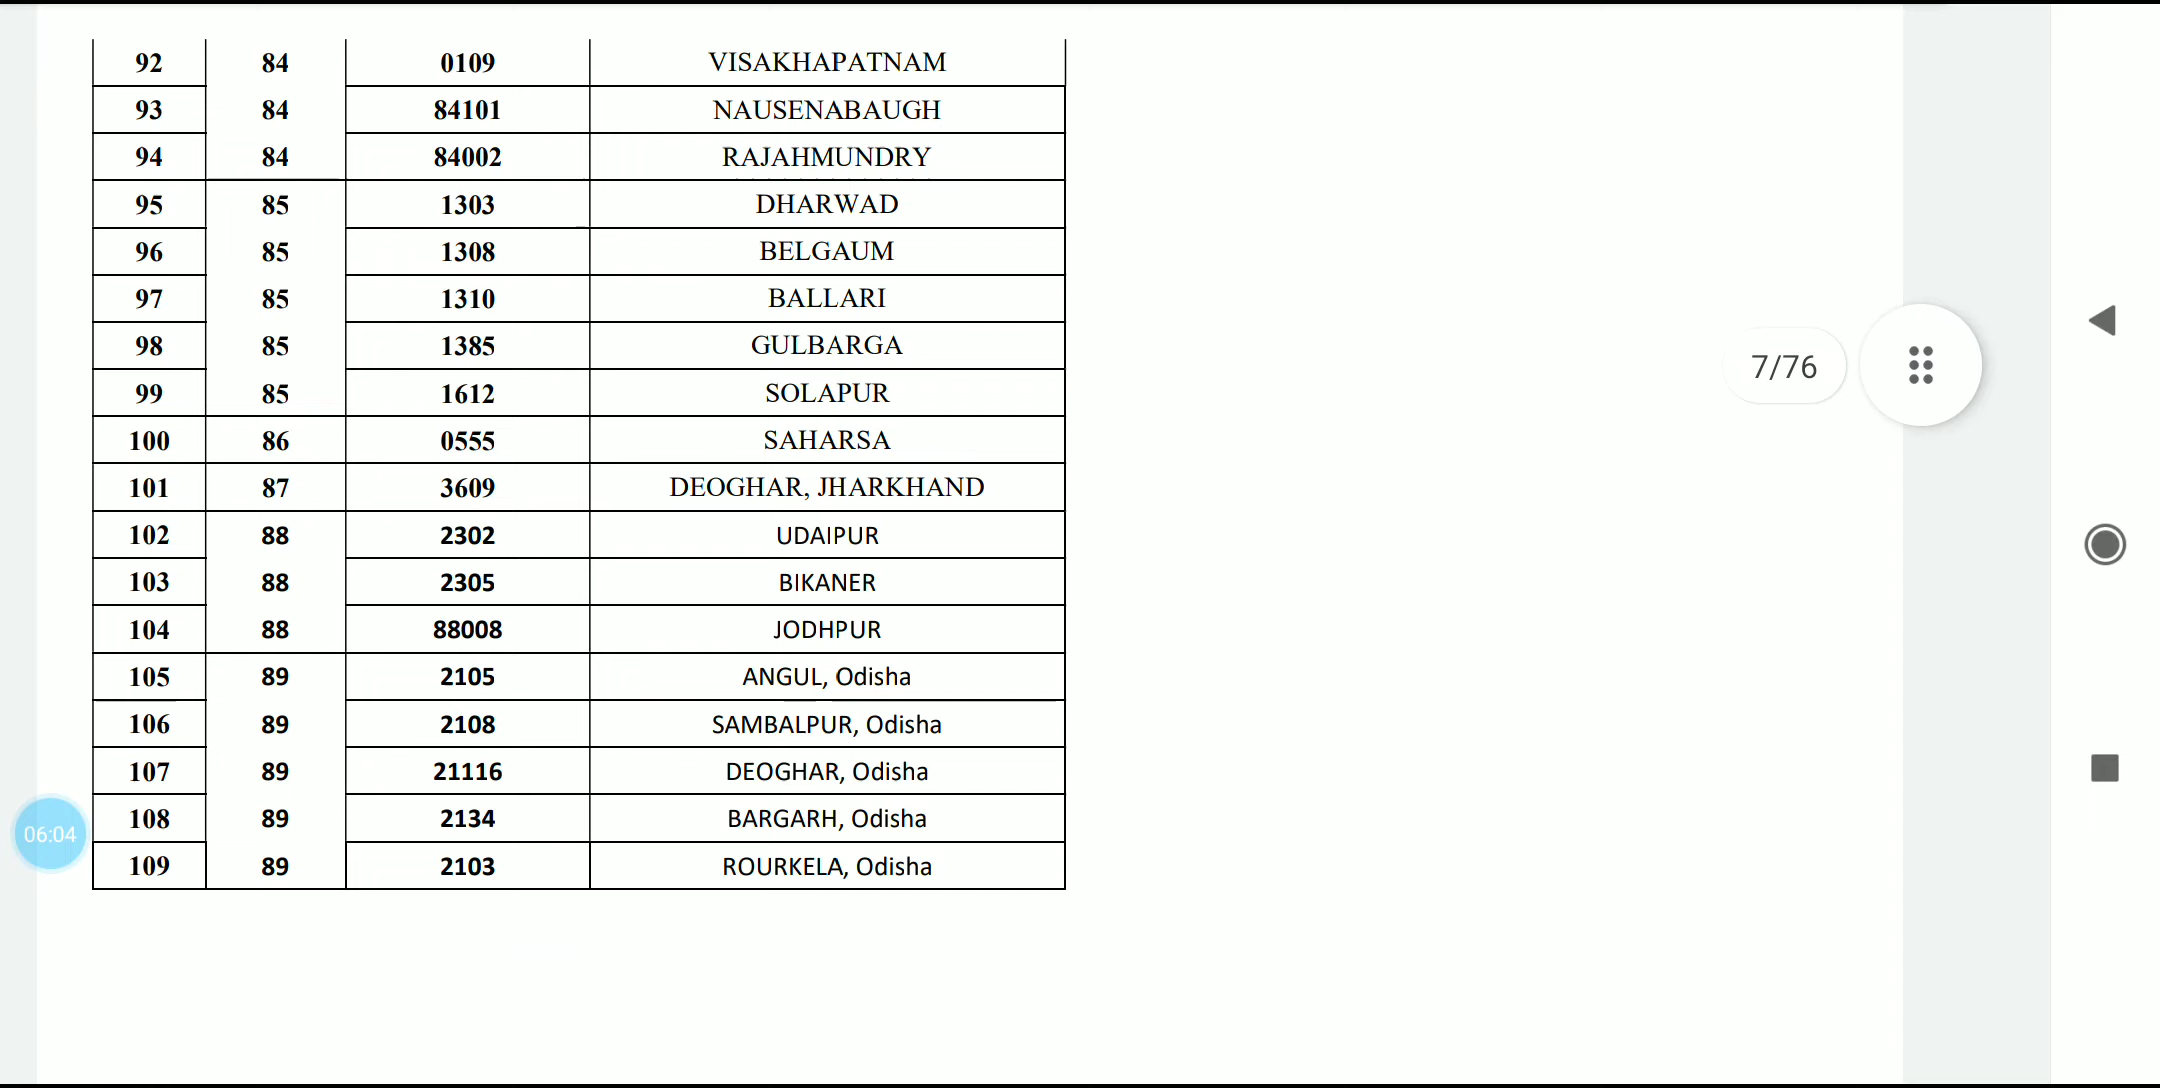 92 84 0109 VISAKHAPATNAM
93 84 84101 NAUSENABAUGH
94 84 84002 RAJAHMUNDRY
95 85 1303 DHARWAD
96 85 1308 BELGAUM
97 85 1310 BALLARI
98 85 1385 GULBARGA
99 85 1612 SOLAPUR
100 86 0555 SAHARSA
101 87 3609 DEOGHAR, JHARKHAND
102 88 2302 UDAIPUR
103 88 2305 BIKANER
104 88 88008 JODHPUR
105 89 2105 ANGUL, Odisha
106 89 2108 SAMBALPUR, Odisha
107 89 21116 DEOGHAR, Odisha
108 89 2134 BARGARH, Odisha
109 89 2103 ROURKELA, Odisha
7/76
06:04